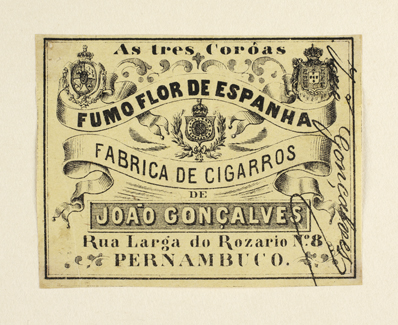 As tres Corôas
FUMO FLOR DE ESPANHA
FABRICA DE CIGARROS
DE
JOÃO GONÇALVES
Rua Larga do Rozario Nº 8
PERNAMBUCO.
Gonçalves